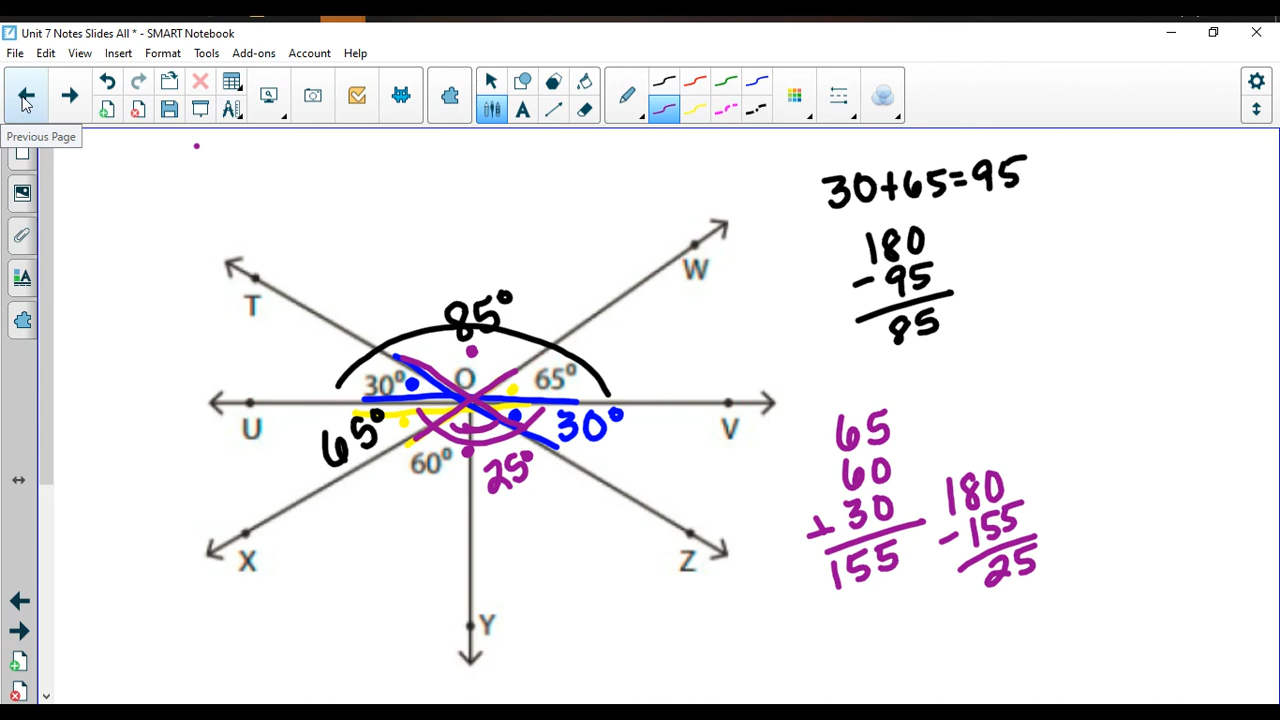 Unit 7 Notes Slides All * - SMART Notebook
File Edit View Insert Format Tools Add-ons Account Help
Previous Page
30+65=95
180
-95
85
W
T
85°
O
30°
65°
U
65°
30°
V
60°
25°
X
Z
Y
65
60
+30
155
180
-155
25